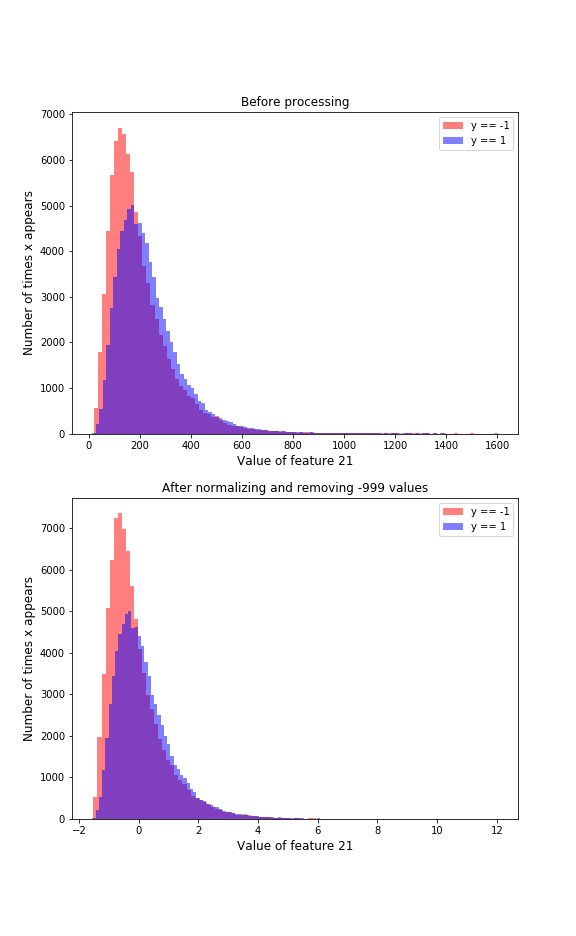 Before processing
7000
6000
5000
4000
3000
2000
1000
0
Number of times x appears
y == -1
y == 1
0 200 400 600 800 1000 1200 1400 1600
Value of feature 21
After normalizing and removing -999 values
7000
6000
5000
4000
3000
2000
1000
0
Number of times x appears
y == -1
y == 1
−2 0 2 4 6 8 10 12
Value of feature 21